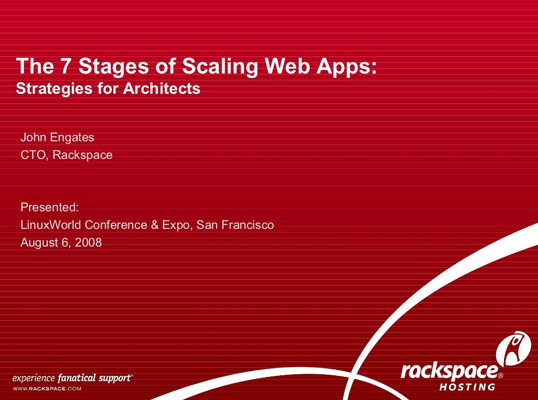 The 7 Stages of Scaling Web Apps:
Strategies for Architects
John Engates
CTO, Rackspace
Presented:
LinuxWorld Conference & Expo, San Francisco
August 6, 2008
experience fanatical support®
WWW.RACKSPACE.COM
rackspace®
HOSTING